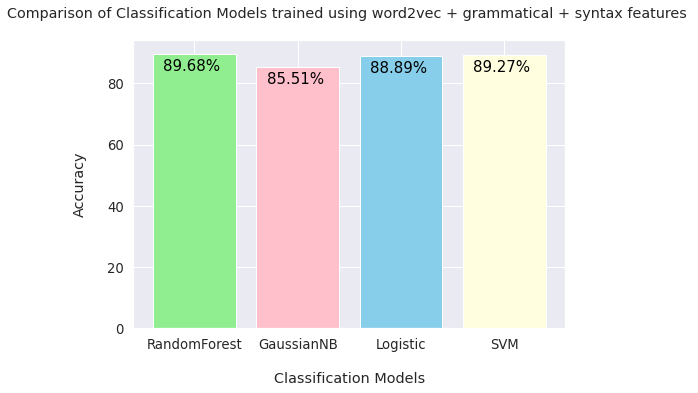 Comparison of Classification Models trained using word2vec + grammatical + syntax features
89.68%
85.51%
88.89%
89.27%
80
60
40
20
0
Accuracy
RandomForest
GaussianNB
Logistic
SVM
Classification Models